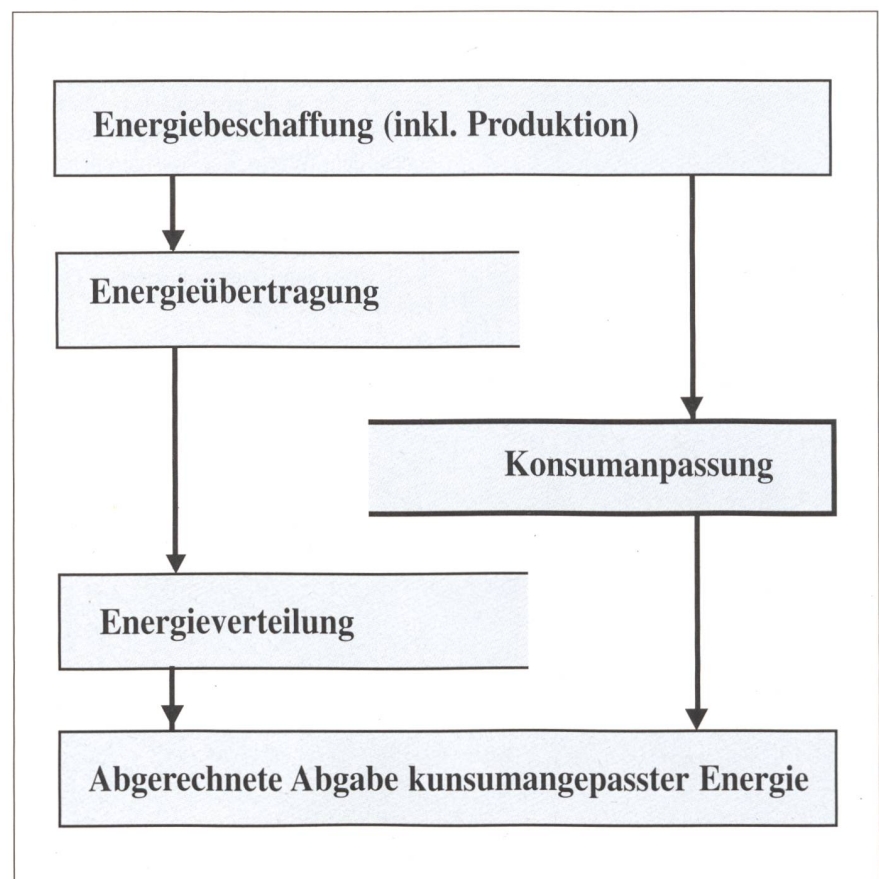 Energiebeschaffung (inkl. Produktion)
Energieübertragung
Konsumanpassung
Energieverteilung
Abgerechnete Abgabe kunsumangepasster Energie